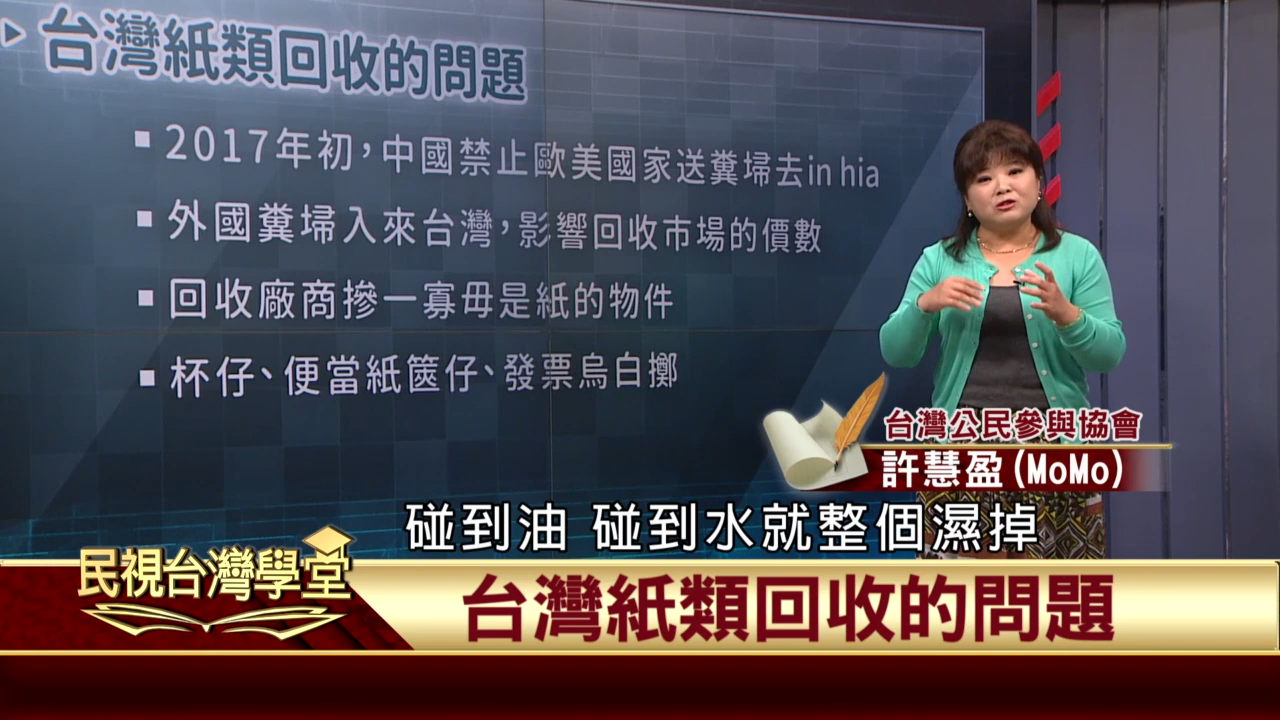 台灣紙類回收的問題
2017年初，中國禁止歐美國家送糞埽去in hia
外國糞埽入來台灣，影響回收市場的價數
回收廠商摻一寡毋是紙的物件
杯仔、便當紙篋仔、發票烏白擲
台灣公民參與協會
許慧盈(MoMo)
碰到油 碰到水就整個濕掉
民視台灣學堂
台灣紙類回收的問題